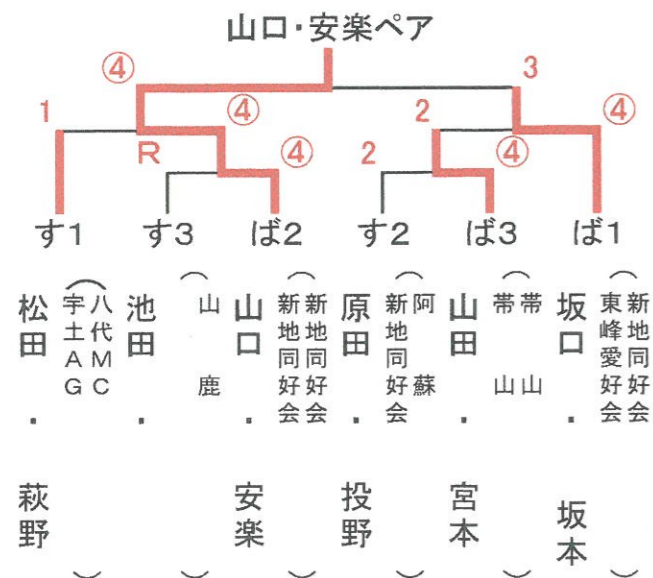 山口・安楽ペア
④ 3
1 ④ 2 ④
R ④ 2 ④
す1 す3 ば2 す2 ば3 ば1
松田・萩野(八代MC 宇土AG)
池田・(山鹿)
山口・安楽(新地同好会 新地同好会)
原田・投野(阿蘇 新地同好会)
山田・宮本(帯山 帯山)
坂口・坂本(新地同好会 東峰愛好会)